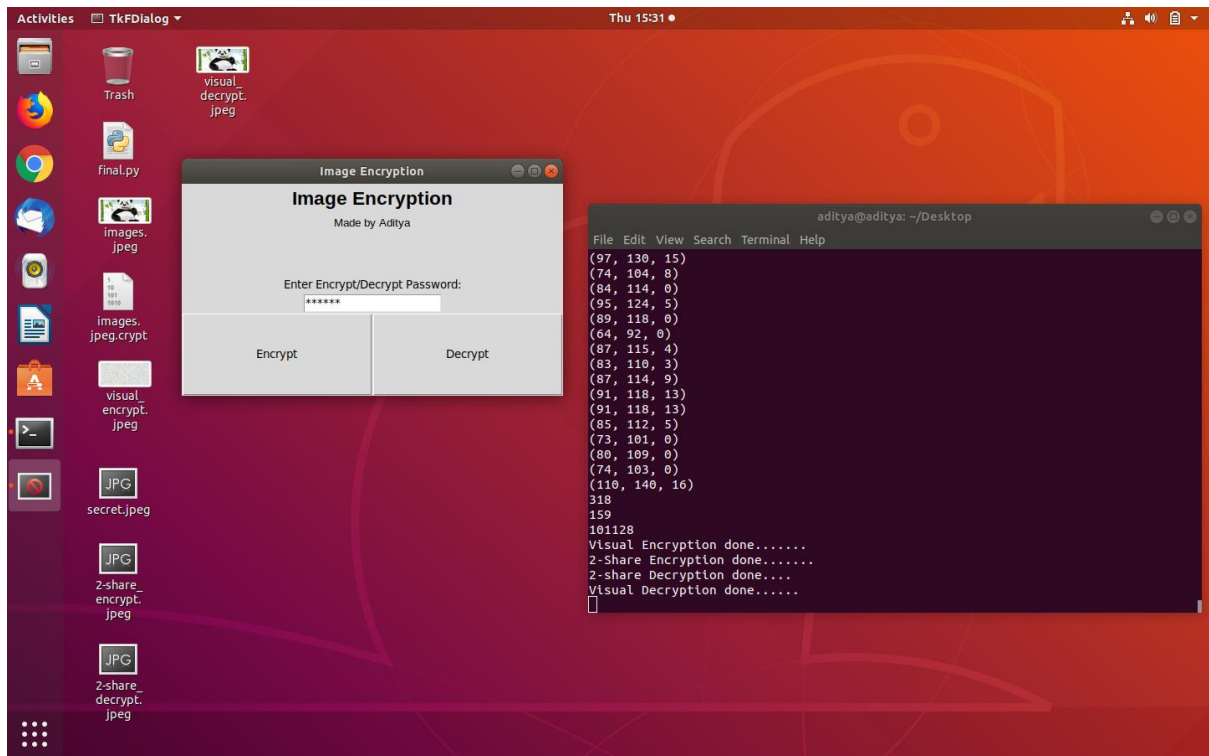 Activities TkFDialog Thu 15:31
Trash
visual_
decrypt.
jpeg
final.py
images.
jpeg
1
10
101
1010
images.
jpeg.crypt
visual_
encrypt.
jpeg
JPG
secret.jpeg
JPG
2-share_
encrypt.
jpeg
JPG
2-share_
decrypt.
jpeg
Image Encryption
Image Encryption
Made by Aditya
Enter Encrypt/Decrypt Password:
******
Encrypt Decrypt
aditya@aditya: ~/Desktop
File Edit View Search Terminal Help
(97, 130, 15)
(74, 104, 8)
(84, 114, 0)
(95, 124, 5)
(89, 118, 0)
(64, 92, 0)
(87, 115, 4)
(83, 110, 3)
(87, 114, 9)
(91, 118, 13)
(91, 118, 13)
(85, 112, 5)
(73, 101, 0)
(80, 109, 0)
(74, 103, 0)
(110, 140, 16)
318
159
101128
Visual Encryption done.......
2-Share Encryption done.......
2-share Decryption done....
Visual Decryption done......